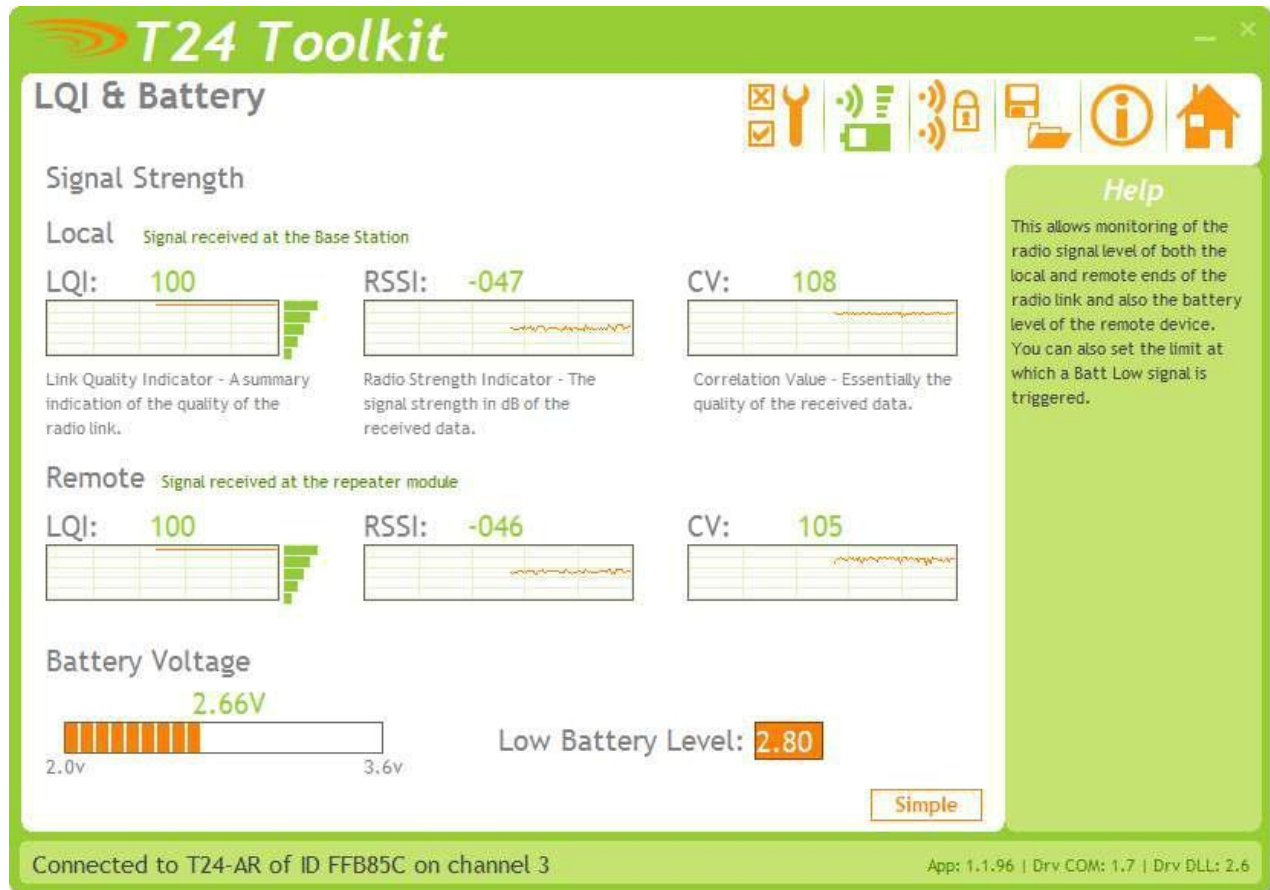 T24 Toolkit
LQI & Battery
Signal Strength
Local Signal received at the Base Station
LQI: 100 RSSI: -047 CV: 108
Link Quality Indicator - A summary
indication of the quality of the
radio link.
Radio Strength Indicator - The
signal strength in dB of the
received data.
Correlation Value - Essentially the
quality of the received data.
Remote Signal received at the repeater module
LQI: 100 RSSI: -046 CV: 105
Battery Voltage
2.66V
2.0v 3.6v
Low Battery Level: 2.80
Simple
Help
This allows monitoring of the
radio signal level of both the
local and remote ends of the
radio link and also the battery
level of the remote device.
You can also set the limit at
which a Batt Low signal is
triggered.
Connected to T24-AR of ID FFB85C on channel 3
App: 1.1.96 | Drv COM: 1.7 | Drv DLL: 2.6